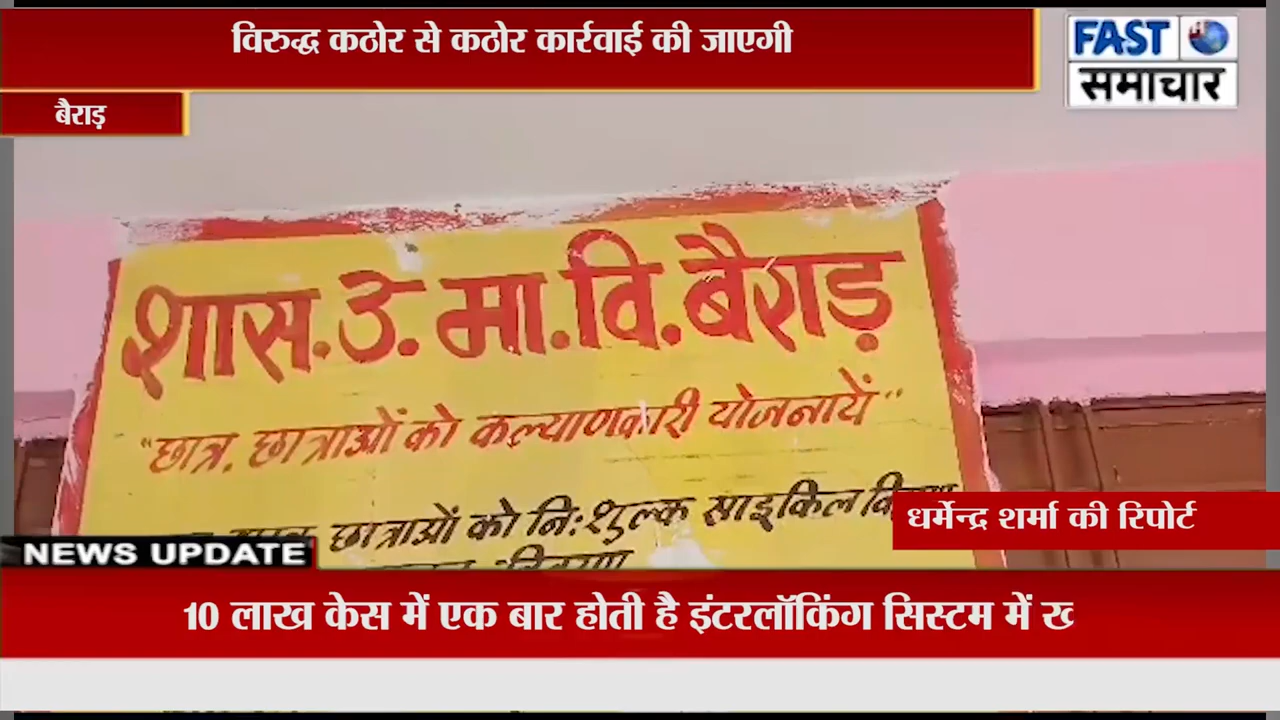 विरुद्ध कठोर से कठोर कार्रवाई की जाएगी
FAST
समाचार
बैराड़
शास.उ.मा.वि.बैराड़
"छात्र, छात्राओं को कल्याणकारी योजनायें"
छात्राओं को नि:शुल्क साइकिल
धर्मेन्द्र शर्मा की रिपोर्ट
NEWS UPDATE
10 लाख केस में एक बार होती है इंटरलॉकिंग सिस्टम में ख